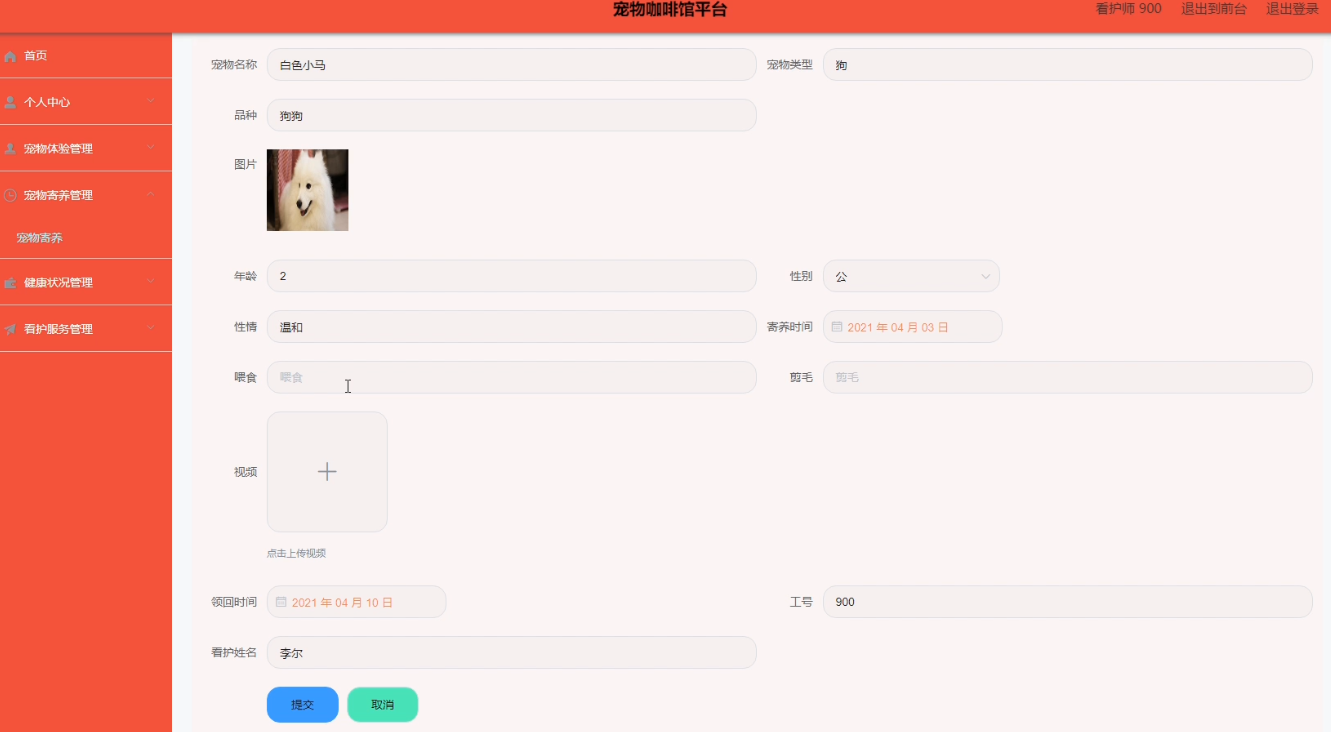 宠物咖啡馆平台
看护师 900 退出到前台 退出登录
首页
个人中心
宠物体验管理
宠物寄养管理
宠物寄养
健康状况管理
看护服务管理
宠物名称 白色小马 宠物类型 狗
品种 狗狗
图片
年龄 2 性别 公
性情 温和 寄养时间 2021 年 04 月 03 日
喂食 喂食 剪毛 剪毛
视频
点击上传视频
领回时间 2021 年 04 月 10 日 工号 900
看护姓名 李尔
提交 取消